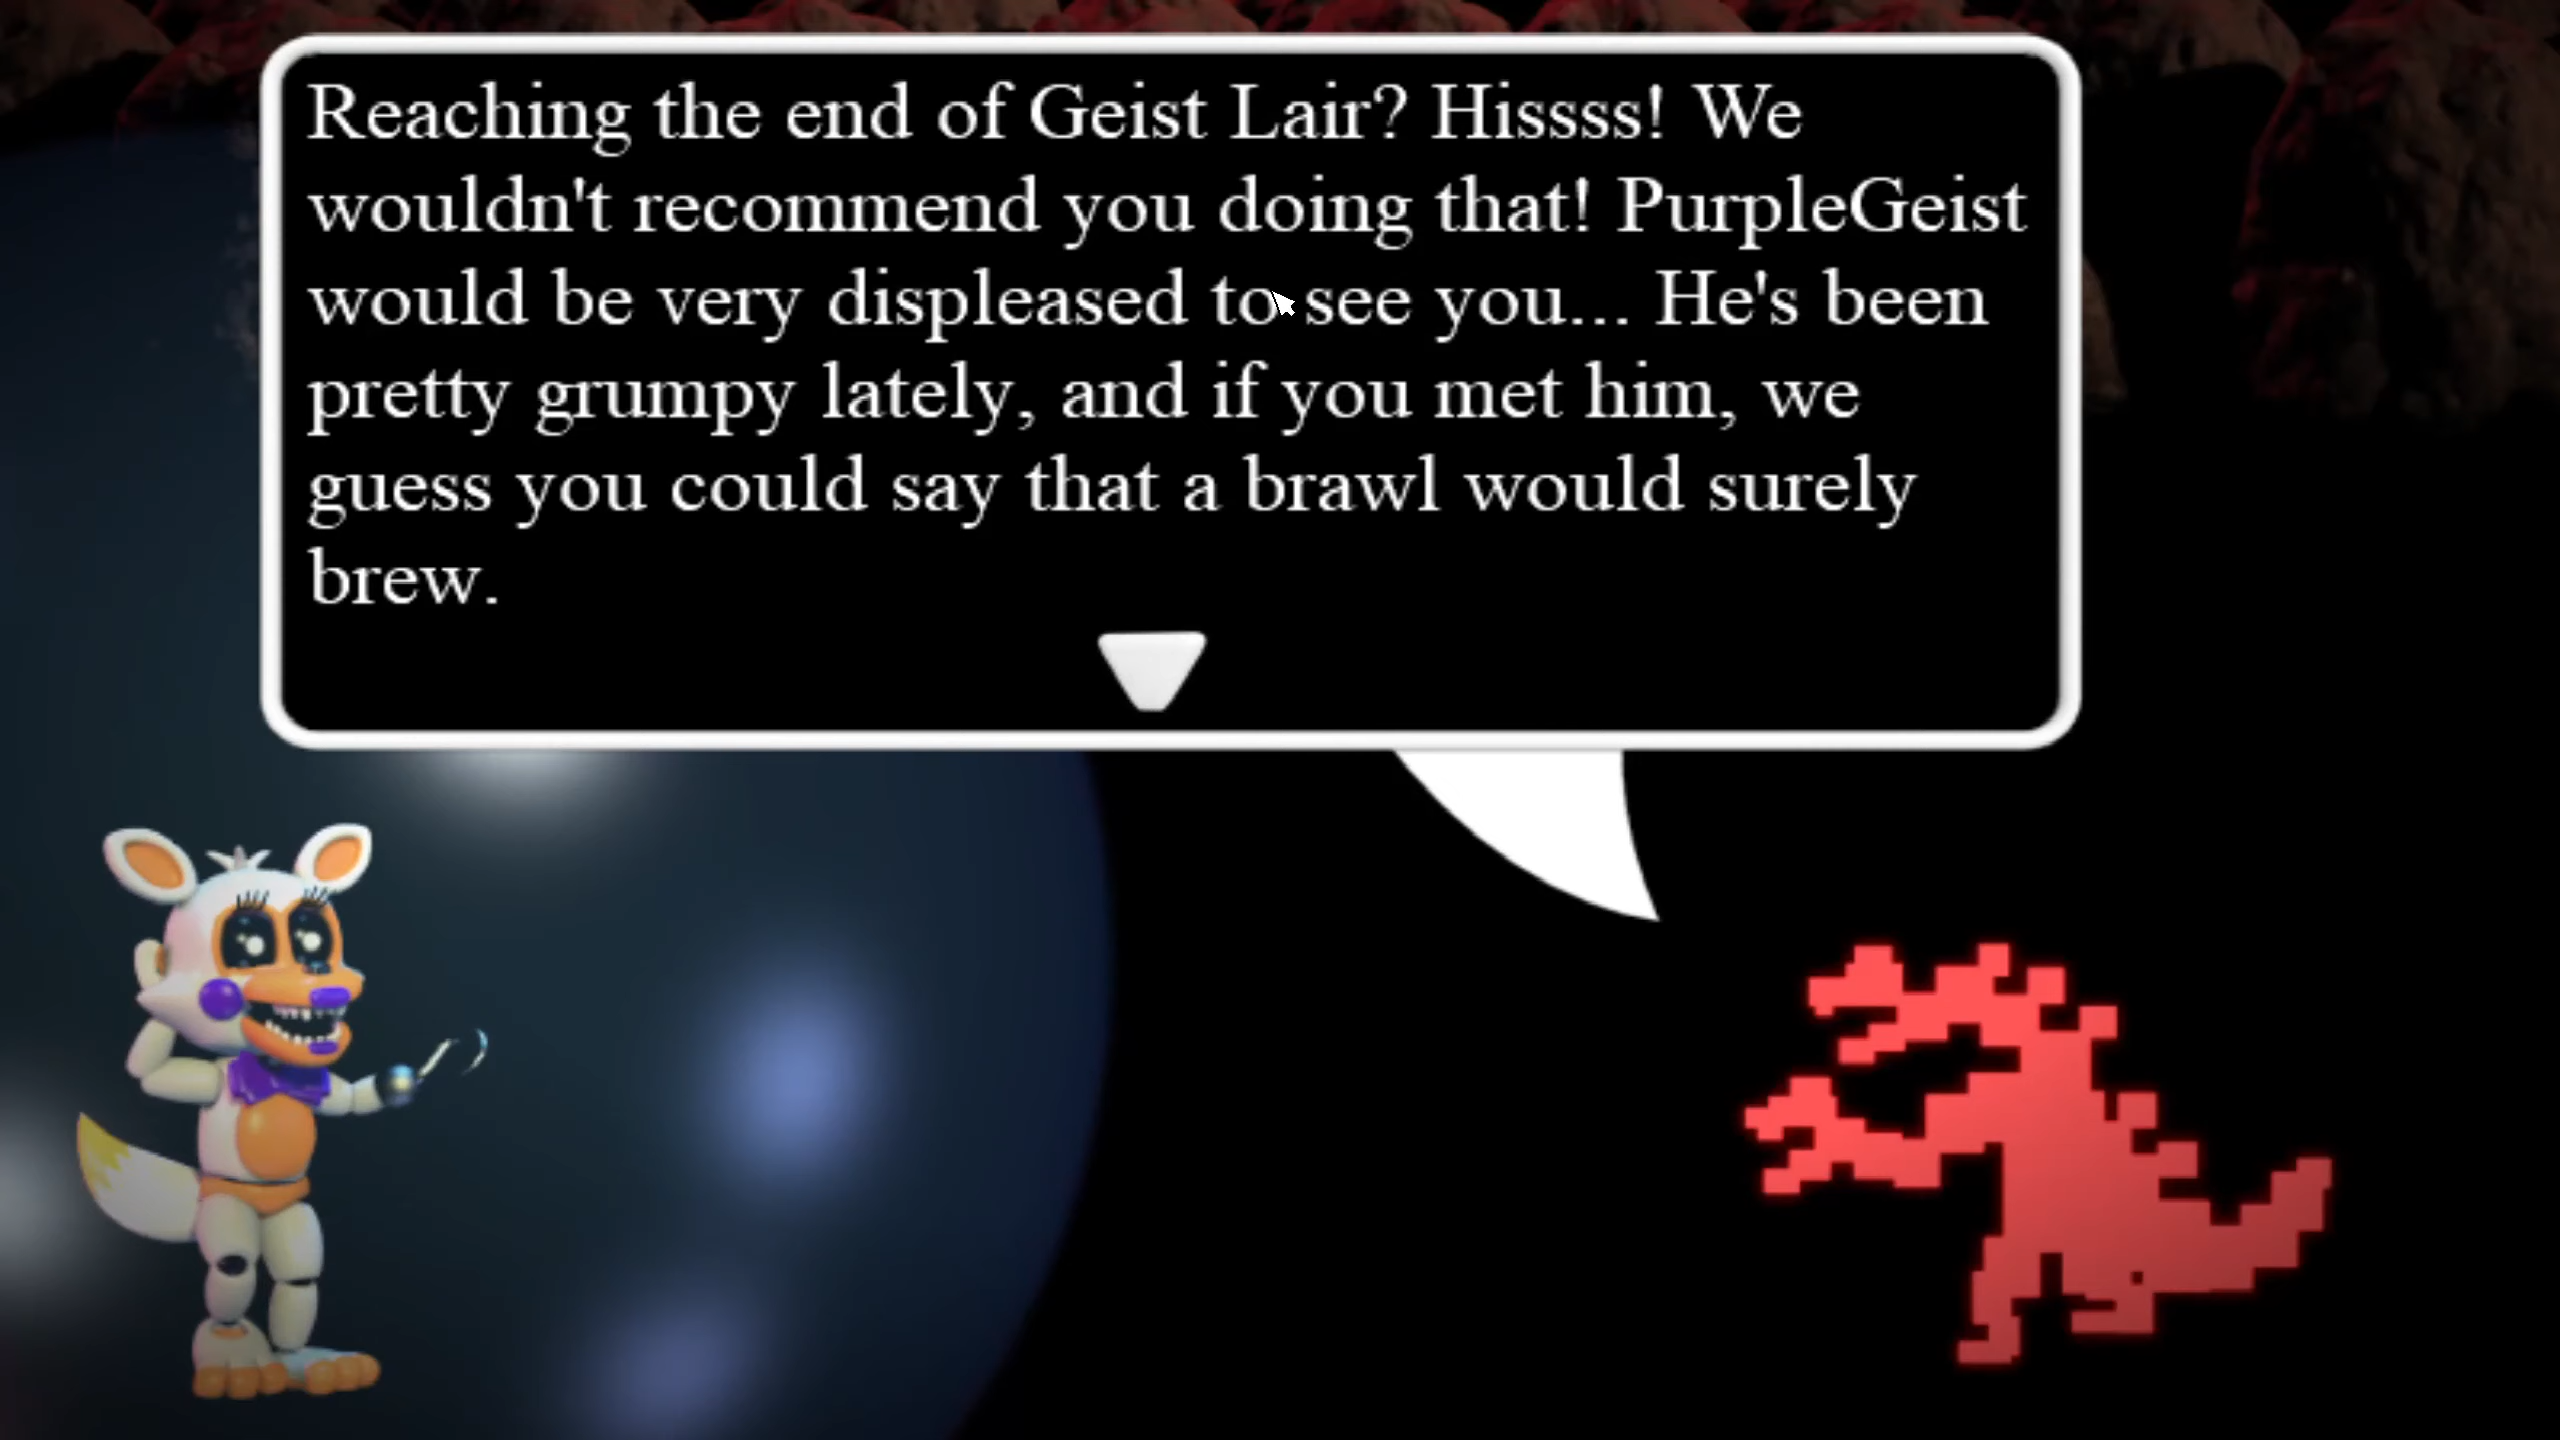 Reaching the end of Geist Lair? Hissss! We
wouldn't recommend you doing that! PurpleGeist
would be very displeased to see you... He's been
pretty grumpy lately, and if you met him, we
guess you could say that a brawl would surely
brew.